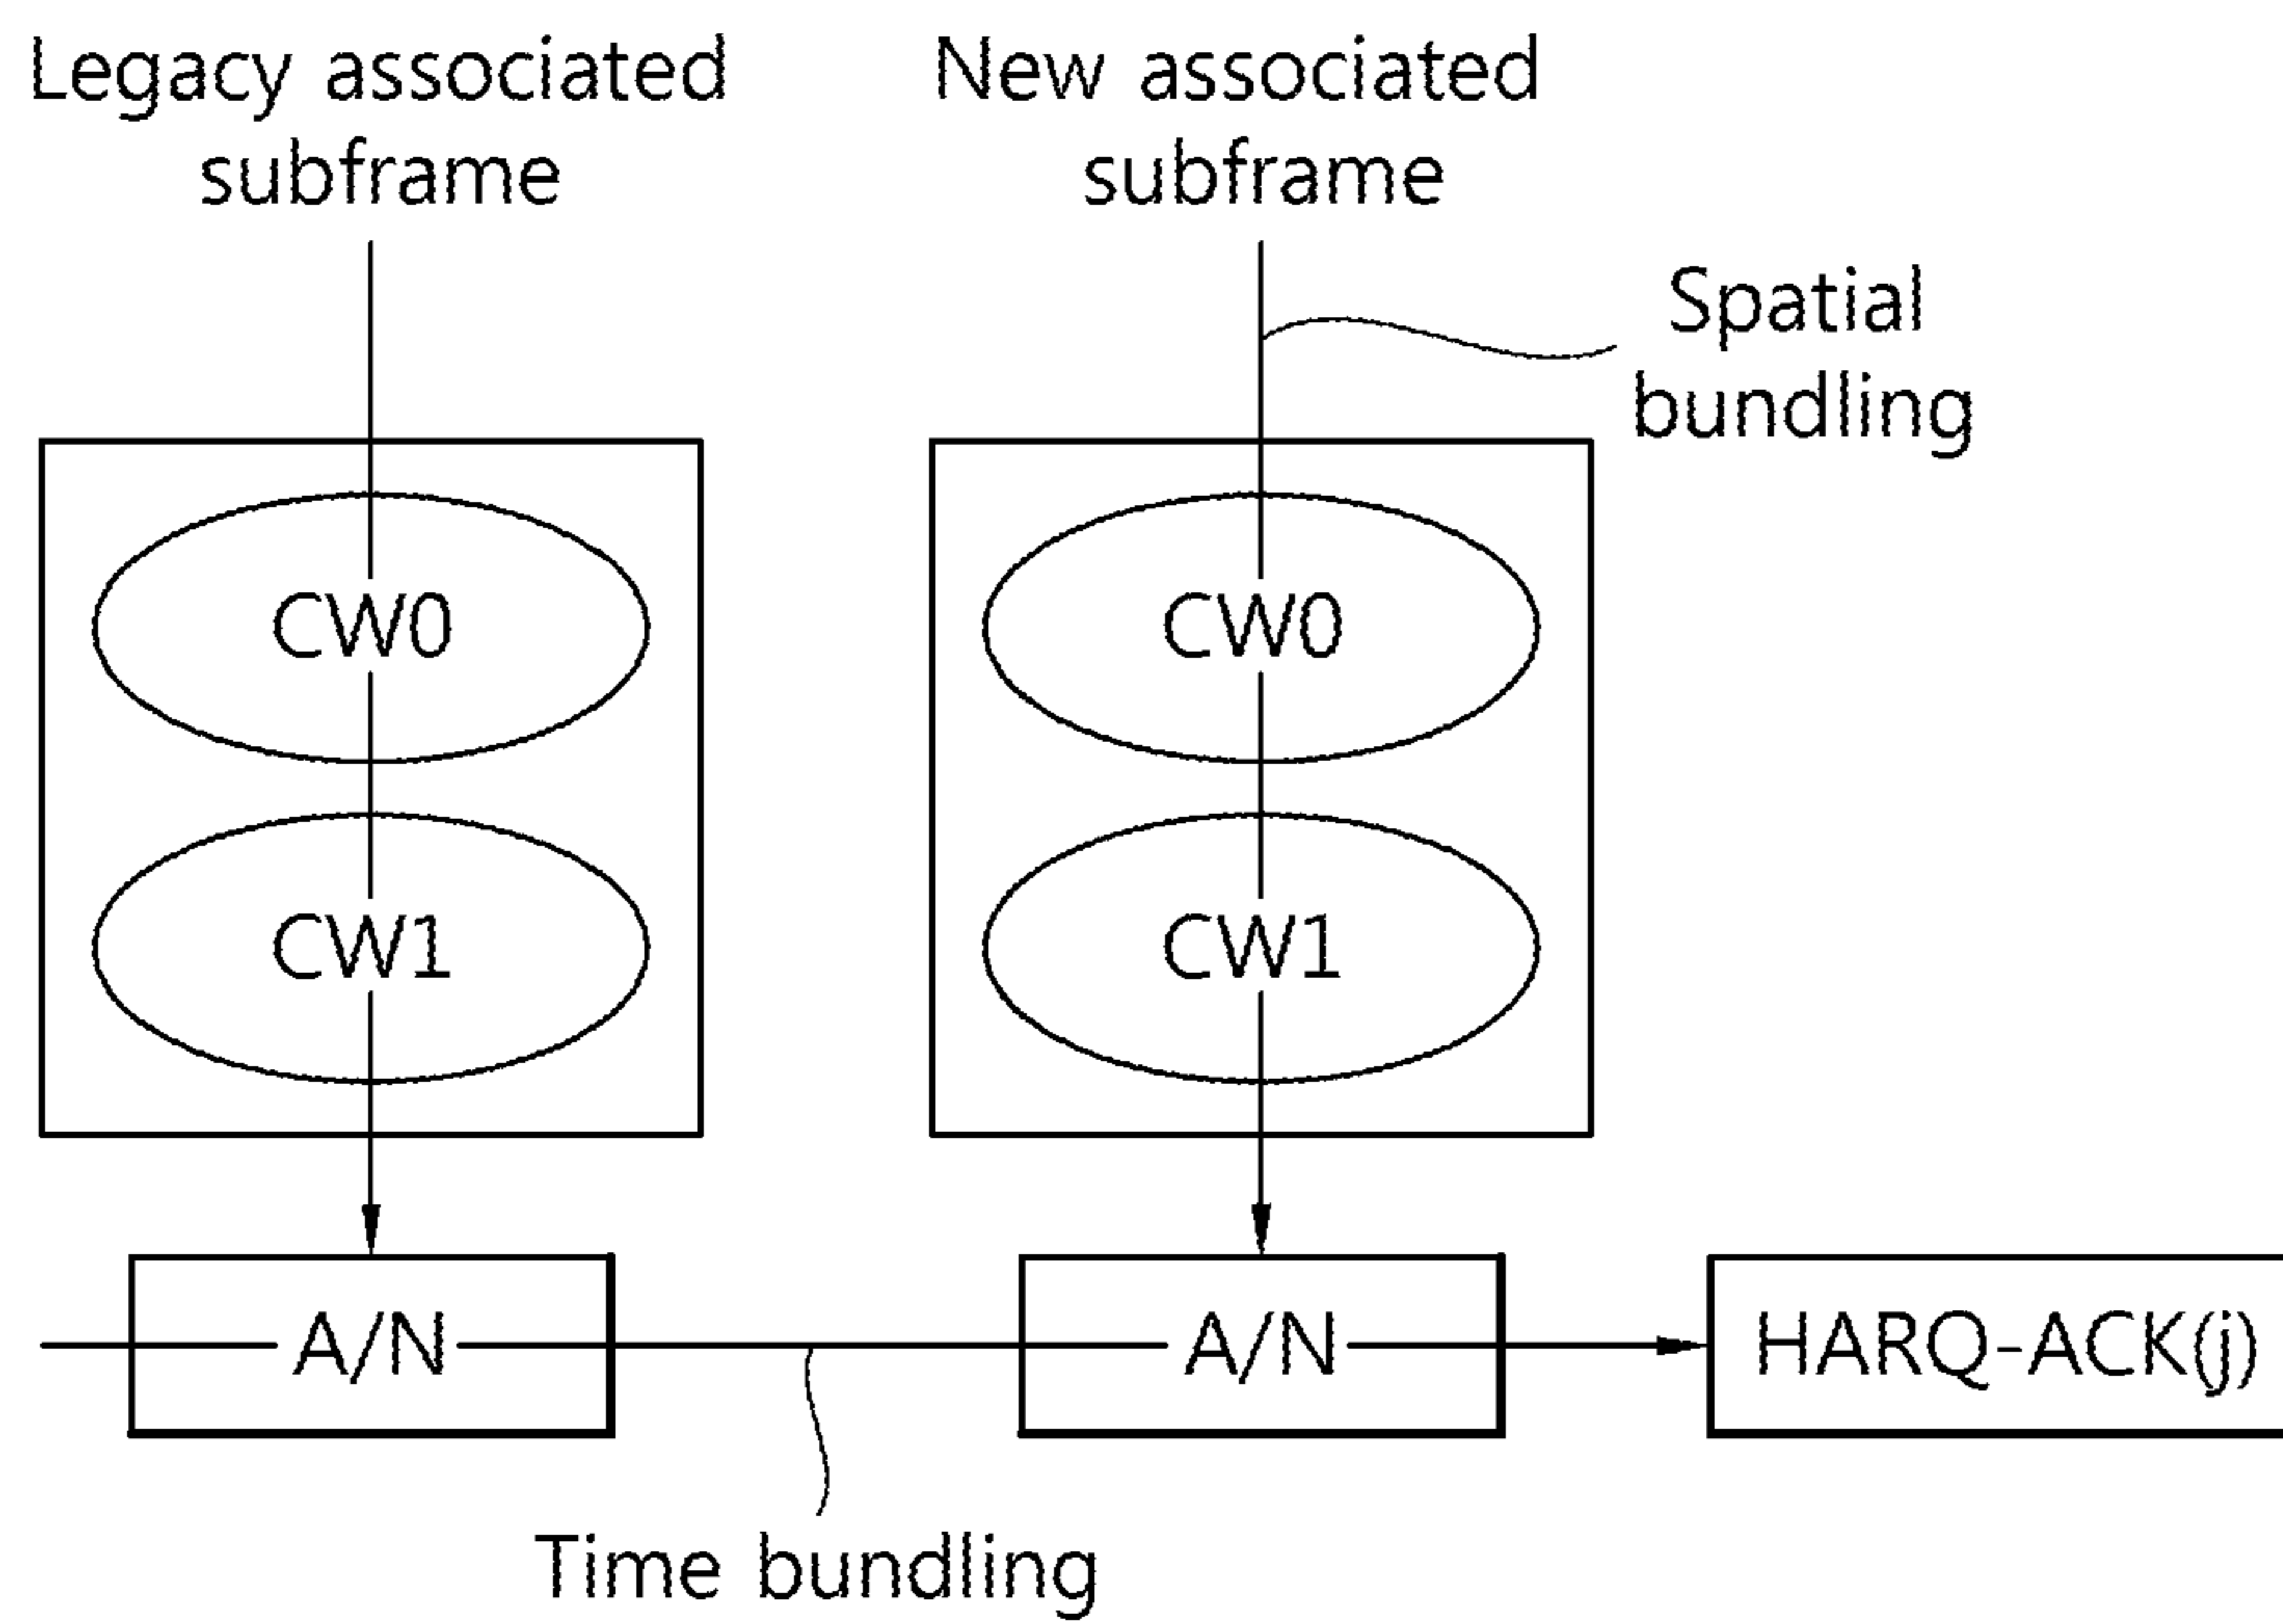 Legacy associated
subframe
New associated
subframe
Spatial
bundling
CW0
CW0
CW1
CW1
A/N
A/N
HARQ-ACK(j)
Time bundling